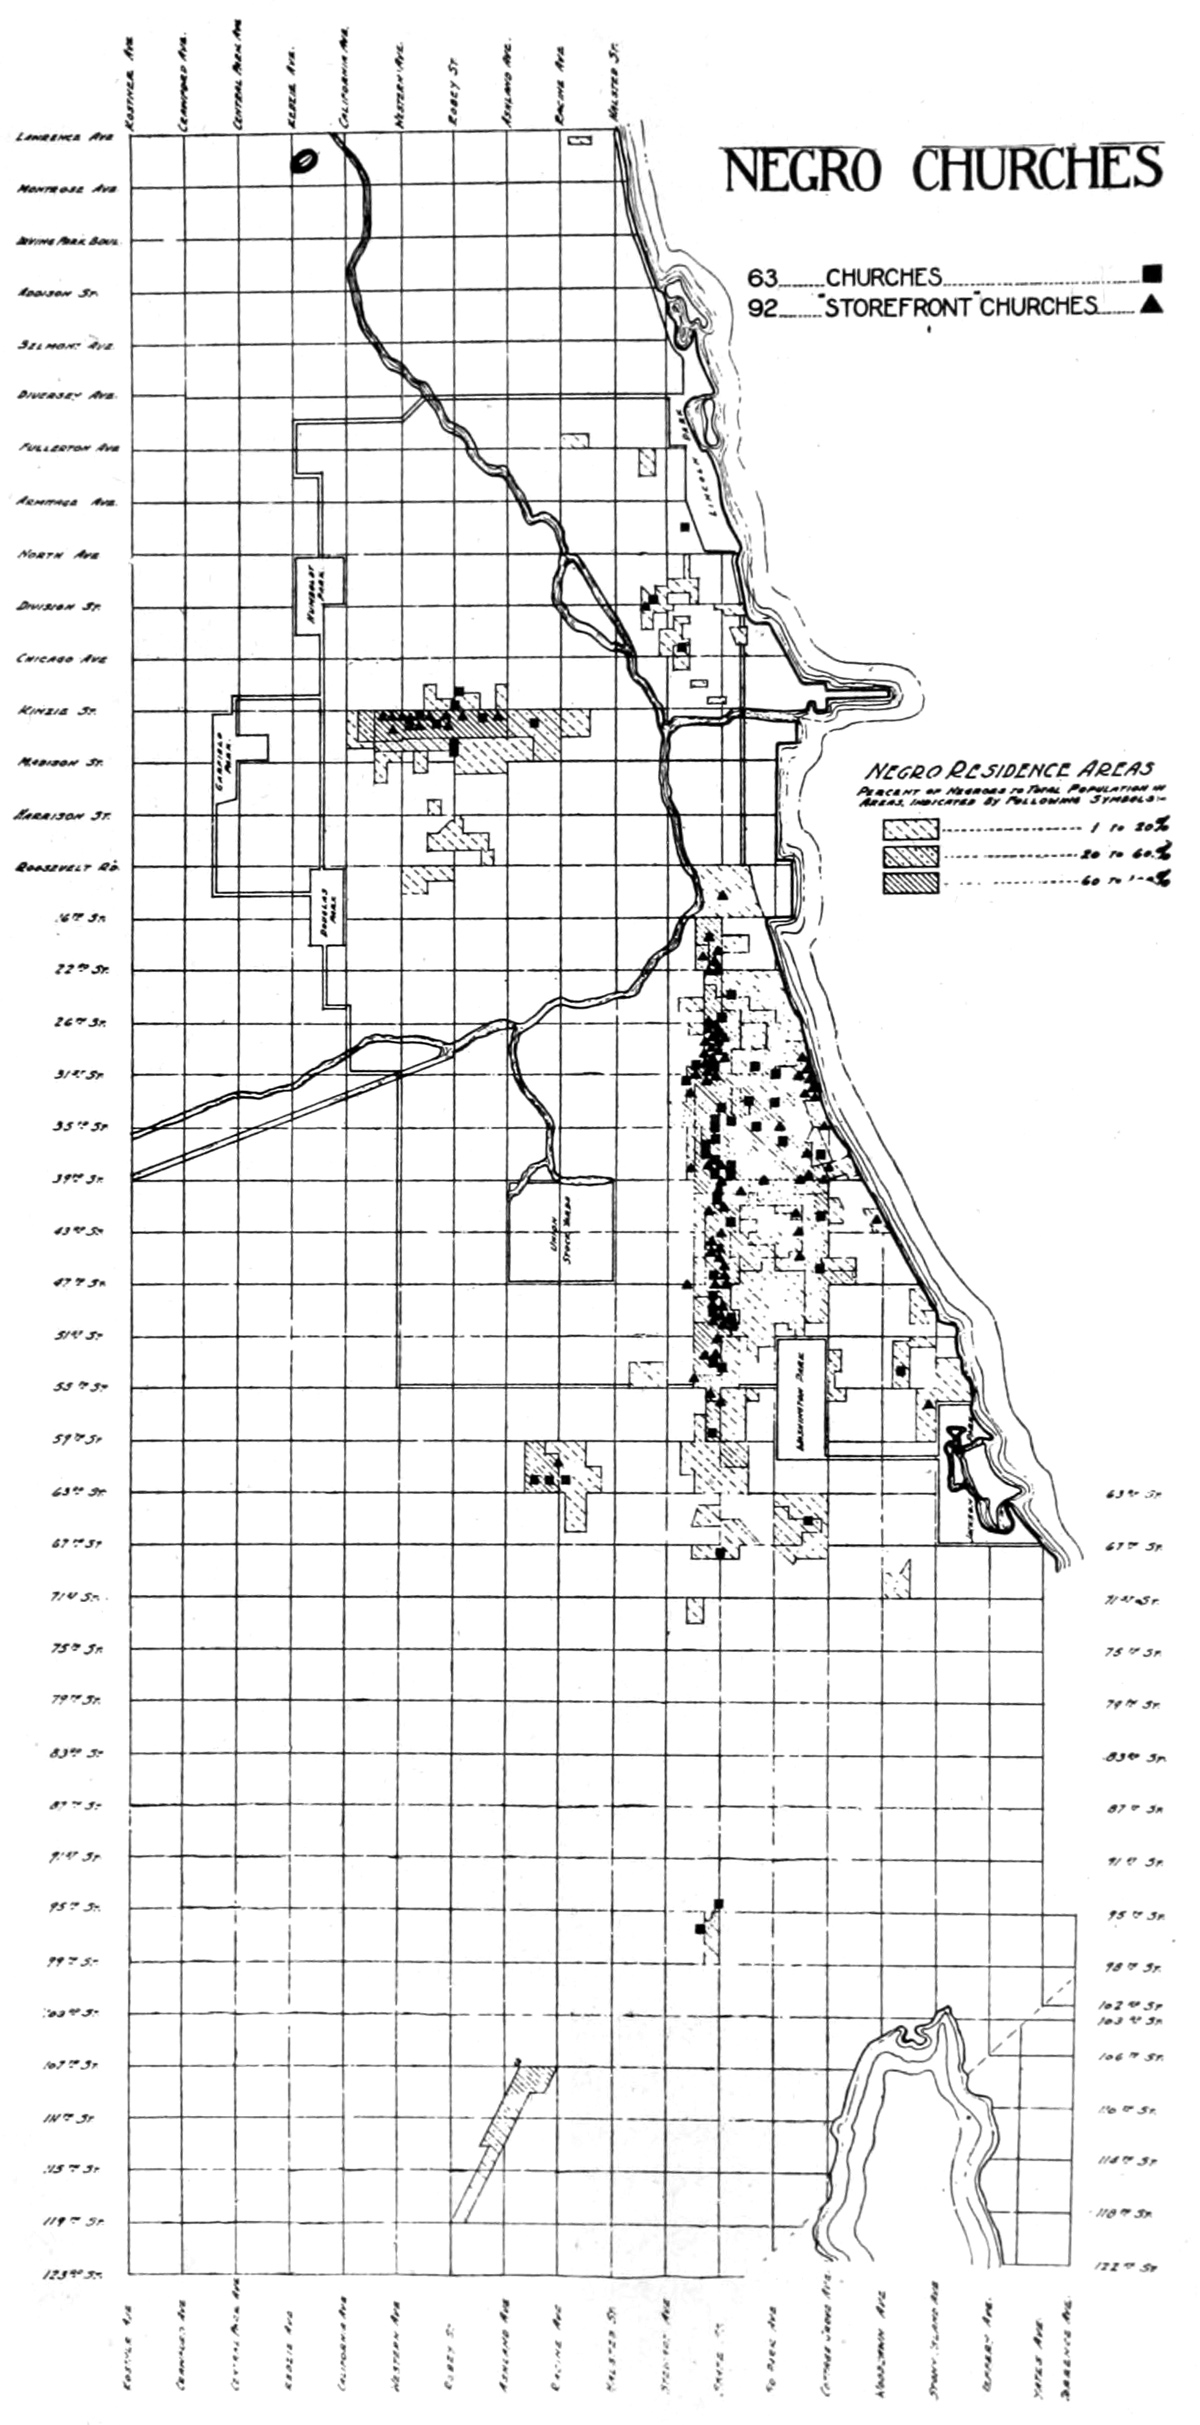 KOSTNER AVE
CRAWFORD AVE.
CENTRAL PARK AVE
KEDZIE AVE.
CALIFORNIA AVE.
WESTERN AVE.
ROBEY ST.
ASHLAND AVE.
RACINE AVE
HALSTED ST.
NEGRO CHURCHES
63 CHURCHES
92 "STOREFRONT" CHURCHES
LAWRENCE AVE
MONTROSE AVE
IRVING PARK BOUL.
ADDISON ST.
BELMONT AVE.
DIVERSEY AVE.
FULLERTON AVE
ARMITAGE AVE.
NORTH AVE
DIVISION ST.
CHICAGO AVE
KINZIE ST.
MADISON ST.
HARRISON ST.
ROOSEVELT RD.
16TH ST.
22ND ST.
26TH ST.
31ST ST
35TH ST
39TH ST.
43RD ST
47TH ST.
51ST ST
55TH ST
59TH ST
63RD ST.
67TH ST
71ST ST.
75TH ST.
79TH ST.
83RD ST
87TH ST
91ST ST.
95TH ST.
99TH ST.
103RD ST.
107TH ST.
111TH ST
115TH ST
119TH ST.
123RD ST.
LINCOLN PARK
HUMBOLDT PARK.
GARFIELD PARK.
DOUGLAS PARK
UNION STOCK YARDS
WASHINGTON PARK
JACKSON
NEGRO RESIDENCE AREAS
PERCENT OF NEGROES TO TOTAL POPULATION IN
AREAS, INDICATED BY FOLLOWING SYMBOLS:-
1 TO 20%
20 TO 60%
60 TO
63RD ST
67TH ST.
71ST ST.
75TH ST.
79TH ST.
83RD ST.
87TH ST.
91ST ST.
95TH ST.
98TH ST.
102ND ST
103RD ST.
106TH ST.
110TH ST.
114TH ST
118TH ST.
122ND ST
KOSTNER AVE
CRAWFORD AVE
CENTRAL PARK AVE
KEDZIE AVE
CALIFORNIA AVE
WESTERN AVE
ROBEY ST.
ASHLAND AVE
RACINE AVE
HALSTED ST.
STEWART AVE
STATE ST.
SO PARK AVE
COTTAGE GROVE AVE.
WOODLAWN AVE
STONY ISLAND AVE
JEFFERY AVE.
YATES AVE.
TORRENCE AVE.